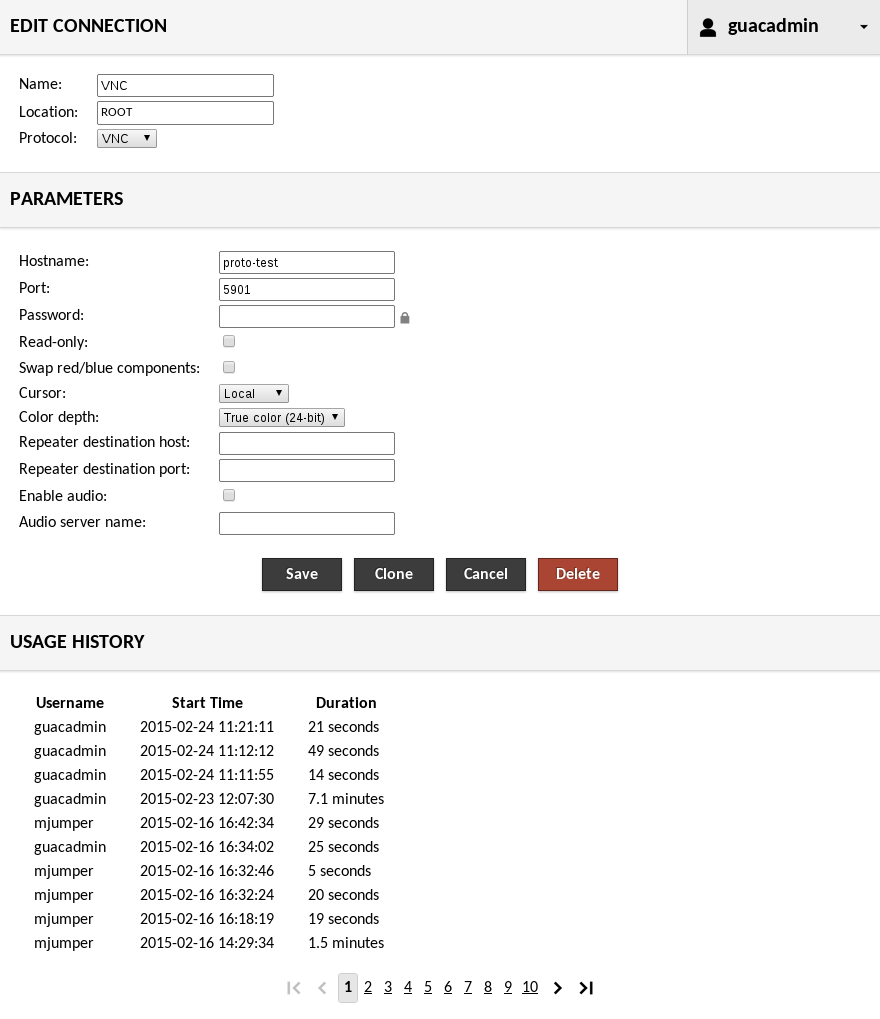 EDIT CONNECTION guacadmin
Name: VNC
Location: ROOT
Protocol: VNC
PARAMETERS
Hostname: proto-test
Port: 5901
Password:
Read-only:
Swap red/blue components:
Cursor: Local
Color depth: True color (24-bit)
Repeater destination host:
Repeater destination port:
Enable audio:
Audio server name:
Save Clone Cancel Delete
USAGE HISTORY
Username Start Time Duration
guacadmin 2015-02-24 11:21:11 21 seconds
guacadmin 2015-02-24 11:12:12 49 seconds
guacadmin 2015-02-24 11:11:55 14 seconds
guacadmin 2015-02-23 12:07:30 7.1 minutes
mjumper 2015-02-16 16:42:34 29 seconds
guacadmin 2015-02-16 16:34:02 25 seconds
mjumper 2015-02-16 16:32:46 5 seconds
mjumper 2015-02-16 16:32:24 20 seconds
mjumper 2015-02-16 16:18:19 19 seconds
mjumper 2015-02-16 14:29:34 1.5 minutes
1 2 3 4 5 6 7 8 9 10